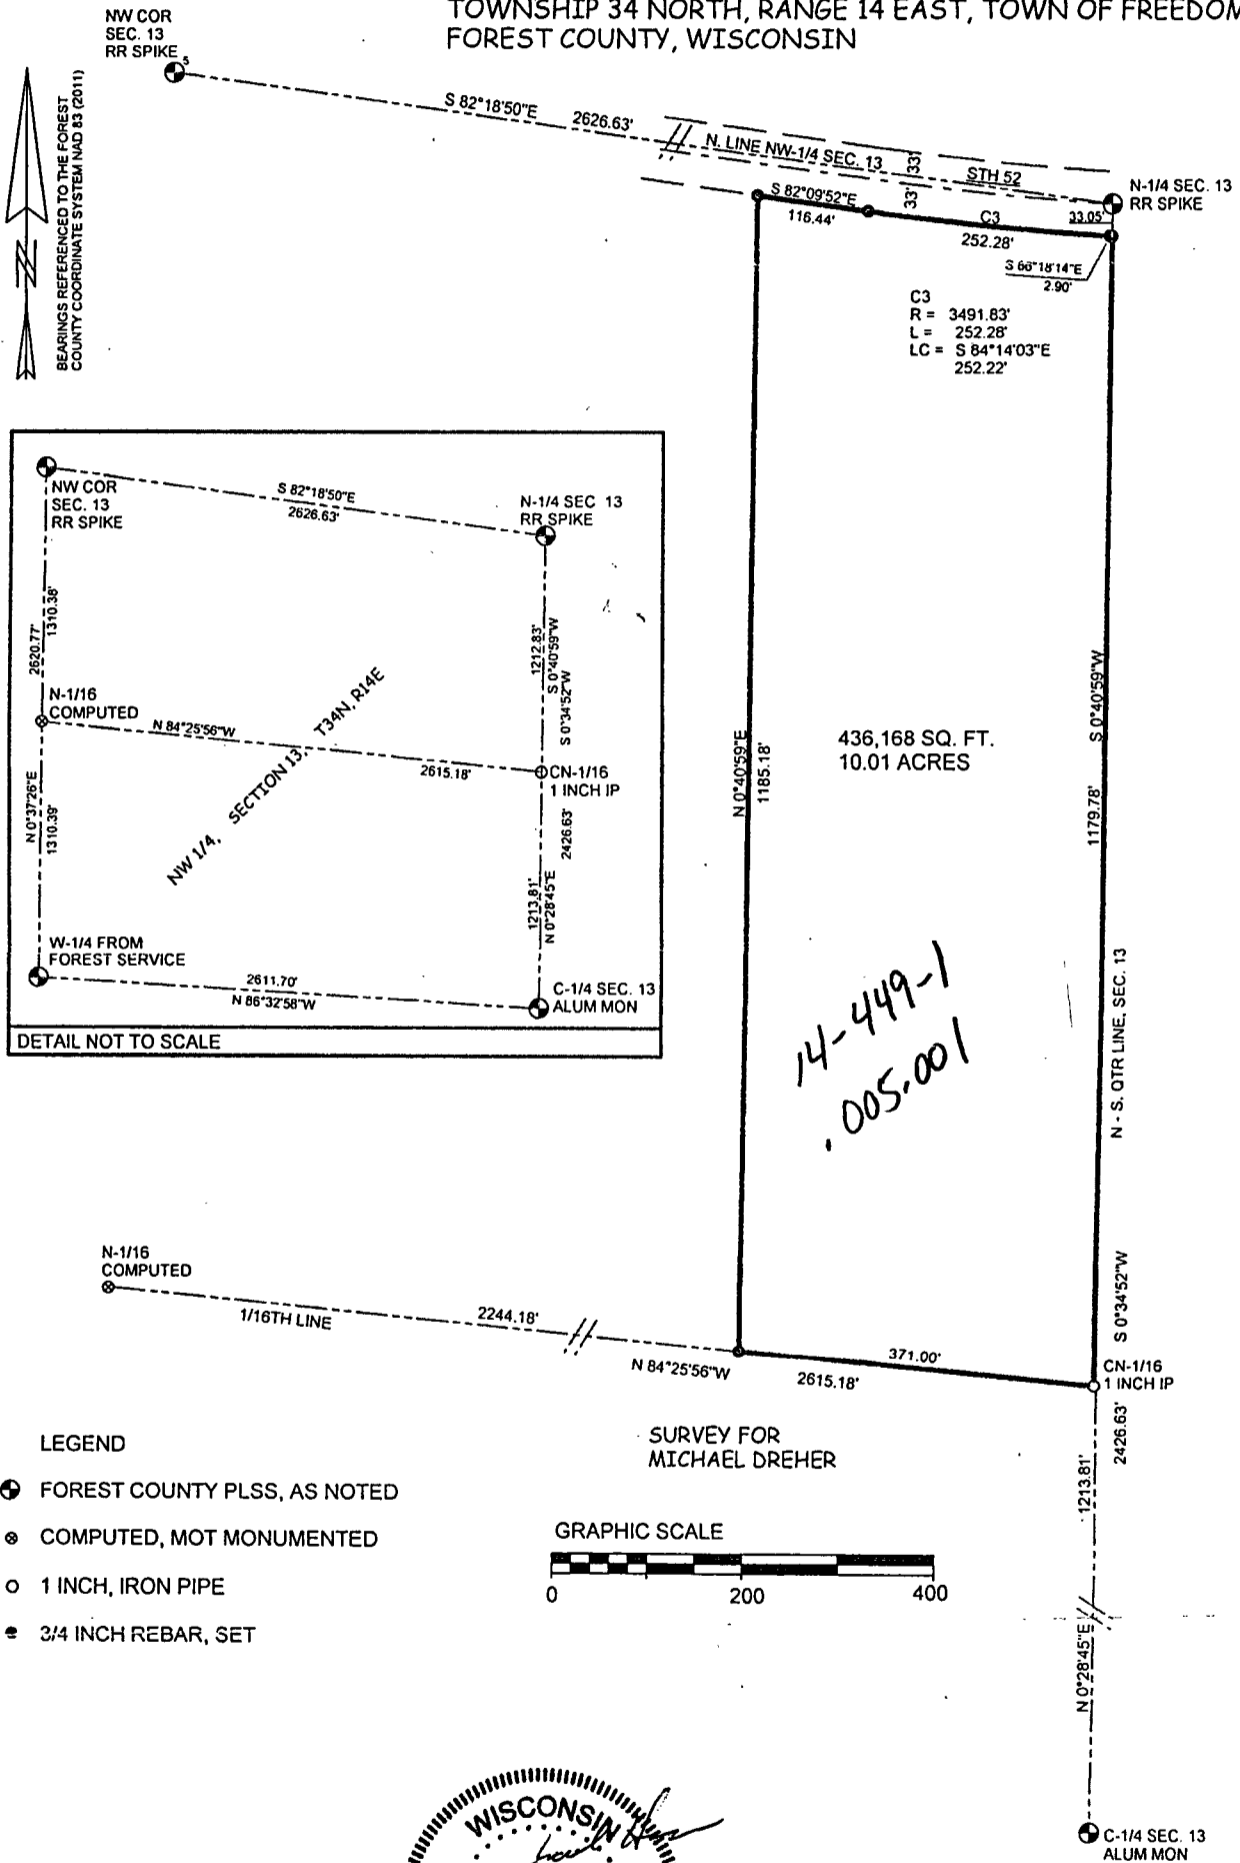 TOWNSHIP 34 NORTH, RANGE 14 EAST, TOWN OF FREEDOM
FOREST COUNTY, WISCONSIN
NW COR
SEC. 13
RR SPIKE
BEARINGS REFERENCED TO THE FOREST
COUNTY COORDINATE SYSTEM NAD 83 (2011)
N
S 82°18'50"E
2626.63'
N. LINE NW-1/4 SEC. 13
33'
33'
STH 52
N-1/4 SEC. 13
RR SPIKE
S 82°09'52"E
116.44'
C3
252.28'
33.05'
S 66°18'14"E
2.90'
C3
R = 3491.83'
L = 252.28'
LC = S 84°14'03"E
252.22'
NW COR
SEC. 13
RR SPIKE
S 82°18'50"E
2626.63'
N-1/4 SEC 13
RR SPIKE
2620.77'
1310.38'
1212.83'
S 0°40'59"W
S 0°34'52"W
N-1/16
COMPUTED
N 84°25'56"W
2615.18'
CN-1/16
1 INCH IP
NW 1/4, SECTION 13, T34N, R14E
N 0°37'26"E
1310.39'
2426.63'
1213.81'
N 0°28'45"E
W-1/4 FROM
FOREST SERVICE
2611.70'
N 86°32'58"W
C-1/4 SEC. 13
ALUM MON
DETAIL NOT TO SCALE
N 0°40'59"E
1185.18'
436,168 SQ. FT.
10.01 ACRES
S 0°40'59"W
1179.78'
14-449-1
.005.001
N - S. QTR LINE, SEC. 13
S 0°34'52"W
N-1/16
COMPUTED
1/16TH LINE
2244.18'
N 84°25'56"W
371.00'
2615.18'
CN-1/16
1 INCH IP
2426.63'
1213.81'
N 0°28'45"E
C-1/4 SEC. 13
ALUM MON
SURVEY FOR
MICHAEL DREHER
LEGEND
FOREST COUNTY PLSS, AS NOTED
COMPUTED, MOT MONUMENTED
1 INCH, IRON PIPE
3/4 INCH REBAR, SET
GRAPHIC SCALE
0 200 400
WISCONSIN